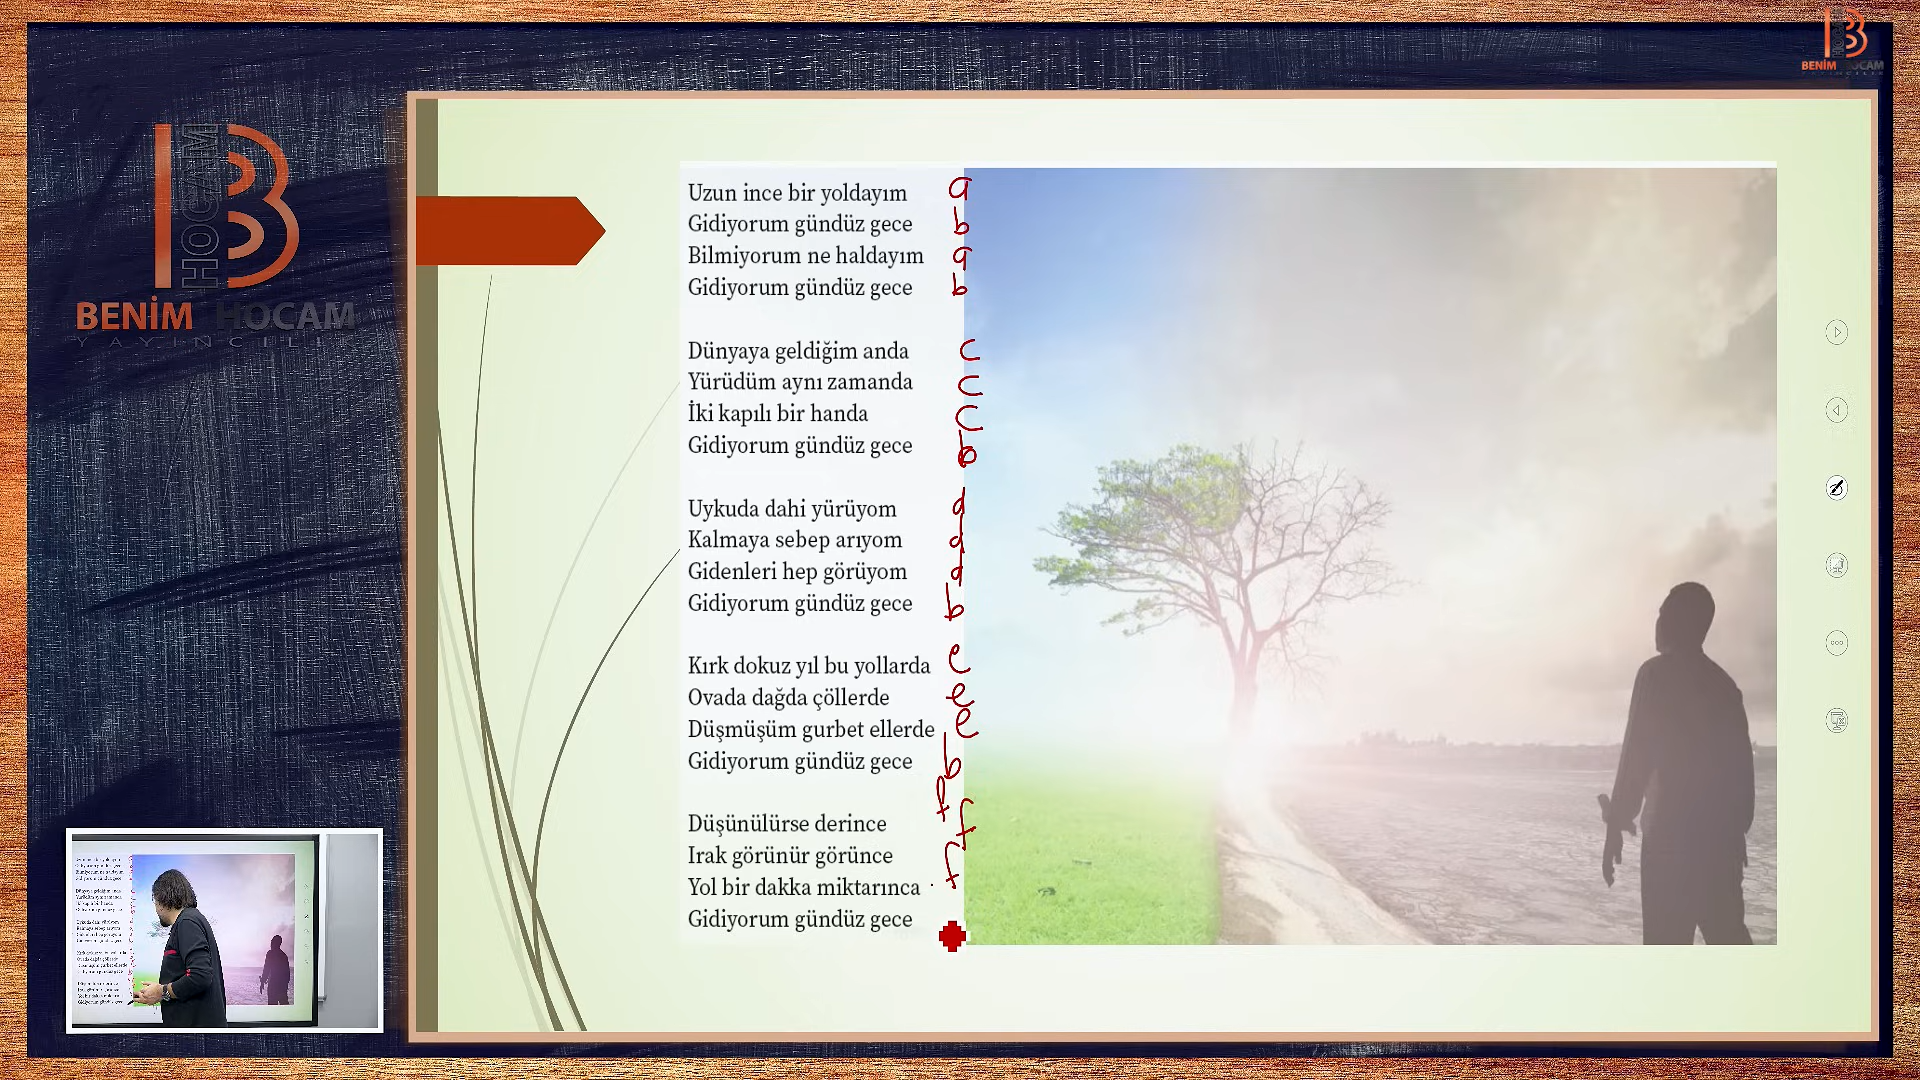 BENİM HOCAM
HOCAM
BENİM HOCAM
YAYINCILIK
Uzun ince bir yoldayım a
Gidiyorum gündüz gece b
Bilmiyorum ne haldayım a
Gidiyorum gündüz gece b
Dünyaya geldiğim anda c
Yürüdüm aynı zamanda c
İki kapılı bir handa c
Gidiyorum gündüz gece b
Uykuda dahi yürüyom d
Kalmaya sebep arıyom d
Gidenleri hep görüyom d
Gidiyorum gündüz gece b
Kırk dokuz yıl bu yollarda e
Ovada dağda çöllerde e
Düşmüşüm gurbet ellerde e
Gidiyorum gündüz gece b
f
Düşünülürse derince f
Irak görünür görünce f
Yol bir dakka miktarınca
Gidiyorum gündüz gece